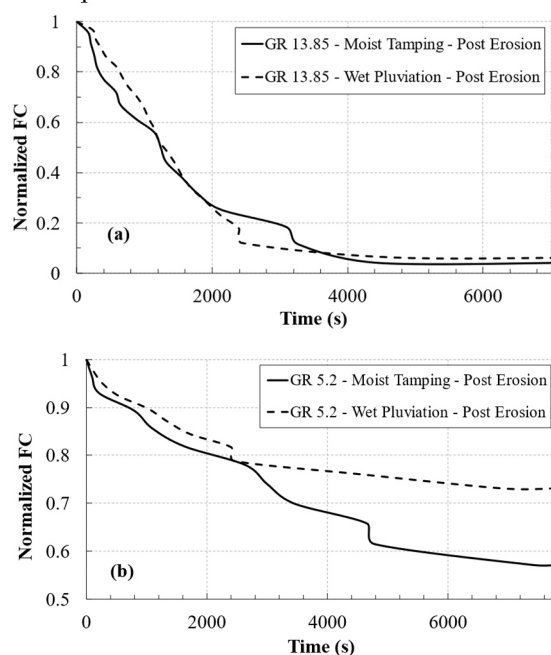 GR 13.85 - Moist Tamping - Post Erosion
GR 13.85 - Wet Pluviation - Post Erosion
Normalized FC
1
0.8
0.6
0.4
0.2
0
(a)
0 2000 4000 6000
Time (s)
GR 5.2 - Moist Tamping - Post Erosion
GR 5.2 - Wet Pluviation - Post Erosion
Normalized FC
1
0.9
0.8
0.7
0.6
0.5
(b)
0 2000 4000 6000
Time (s)